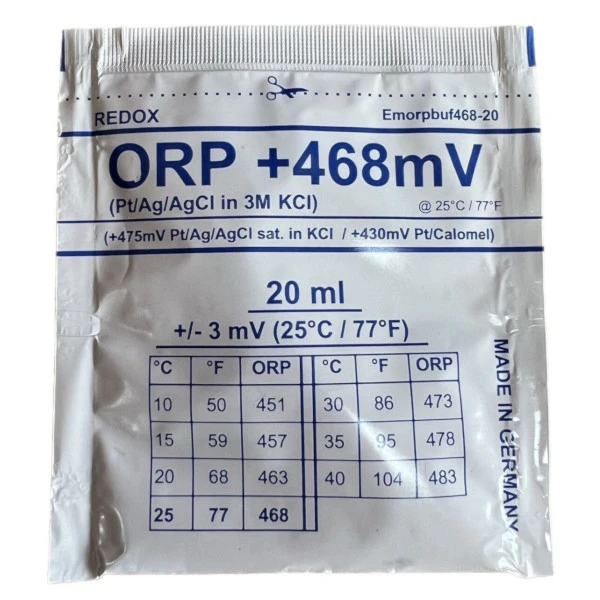 REDOX Emorpbuf468-20
ORP +468mV
(Pt/Ag/AgCl in 3M KCl) @ 25°C / 77°F
(+475mV Pt/Ag/AgCl sat. in KCl / +430mV Pt/Calomel)
20 ml
+/- 3 mV (25°C / 77°F)
°C °F ORP °C °F ORP
10 50 451 30 86 473
15 59 457 35 95 478
20 68 463 40 104 483
25 77 468
MADE IN GERMANY